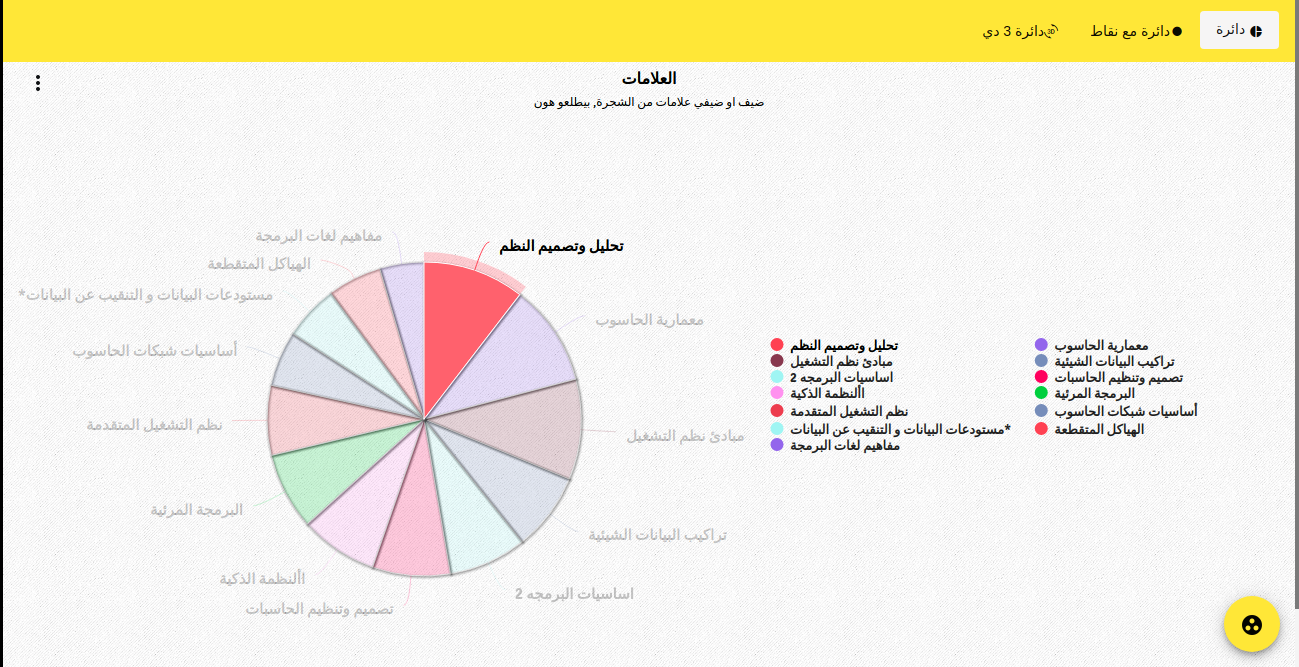 دائرة
دائرة مع نقاط
دائرة 3 دي
العلامات
ضيف او ضيفي علامات من الشجرة, بيطلعو هون
مفاهيم لغات البرمجة
تحليل وتصميم النظم
الهياكل المتقطعة
مستودعات البيانات و التنقيب عن البيانات*
معمارية الحاسوب
أساسيات شبكات الحاسوب
نظم التشغيل المتقدمة
مبادئ نظم التشغيل
البرمجة المرئية
تراكيب البيانات الشيئية
األنظمة الذكية
اساسيات البرمجه 2
تصميم وتنظيم الحاسبات
معمارية الحاسوب
تحليل وتصميم النظم
تراكيب البيانات الشيئية
مبادئ نظم التشغيل
تصميم وتنظيم الحاسبات
اساسيات البرمجه 2
البرمجة المرئية
األنظمة الذكية
أساسيات شبكات الحاسوب
نظم التشغيل المتقدمة
الهياكل المتقطعة
مستودعات البيانات و التنقيب عن البيانات*
مفاهيم لغات البرمجة